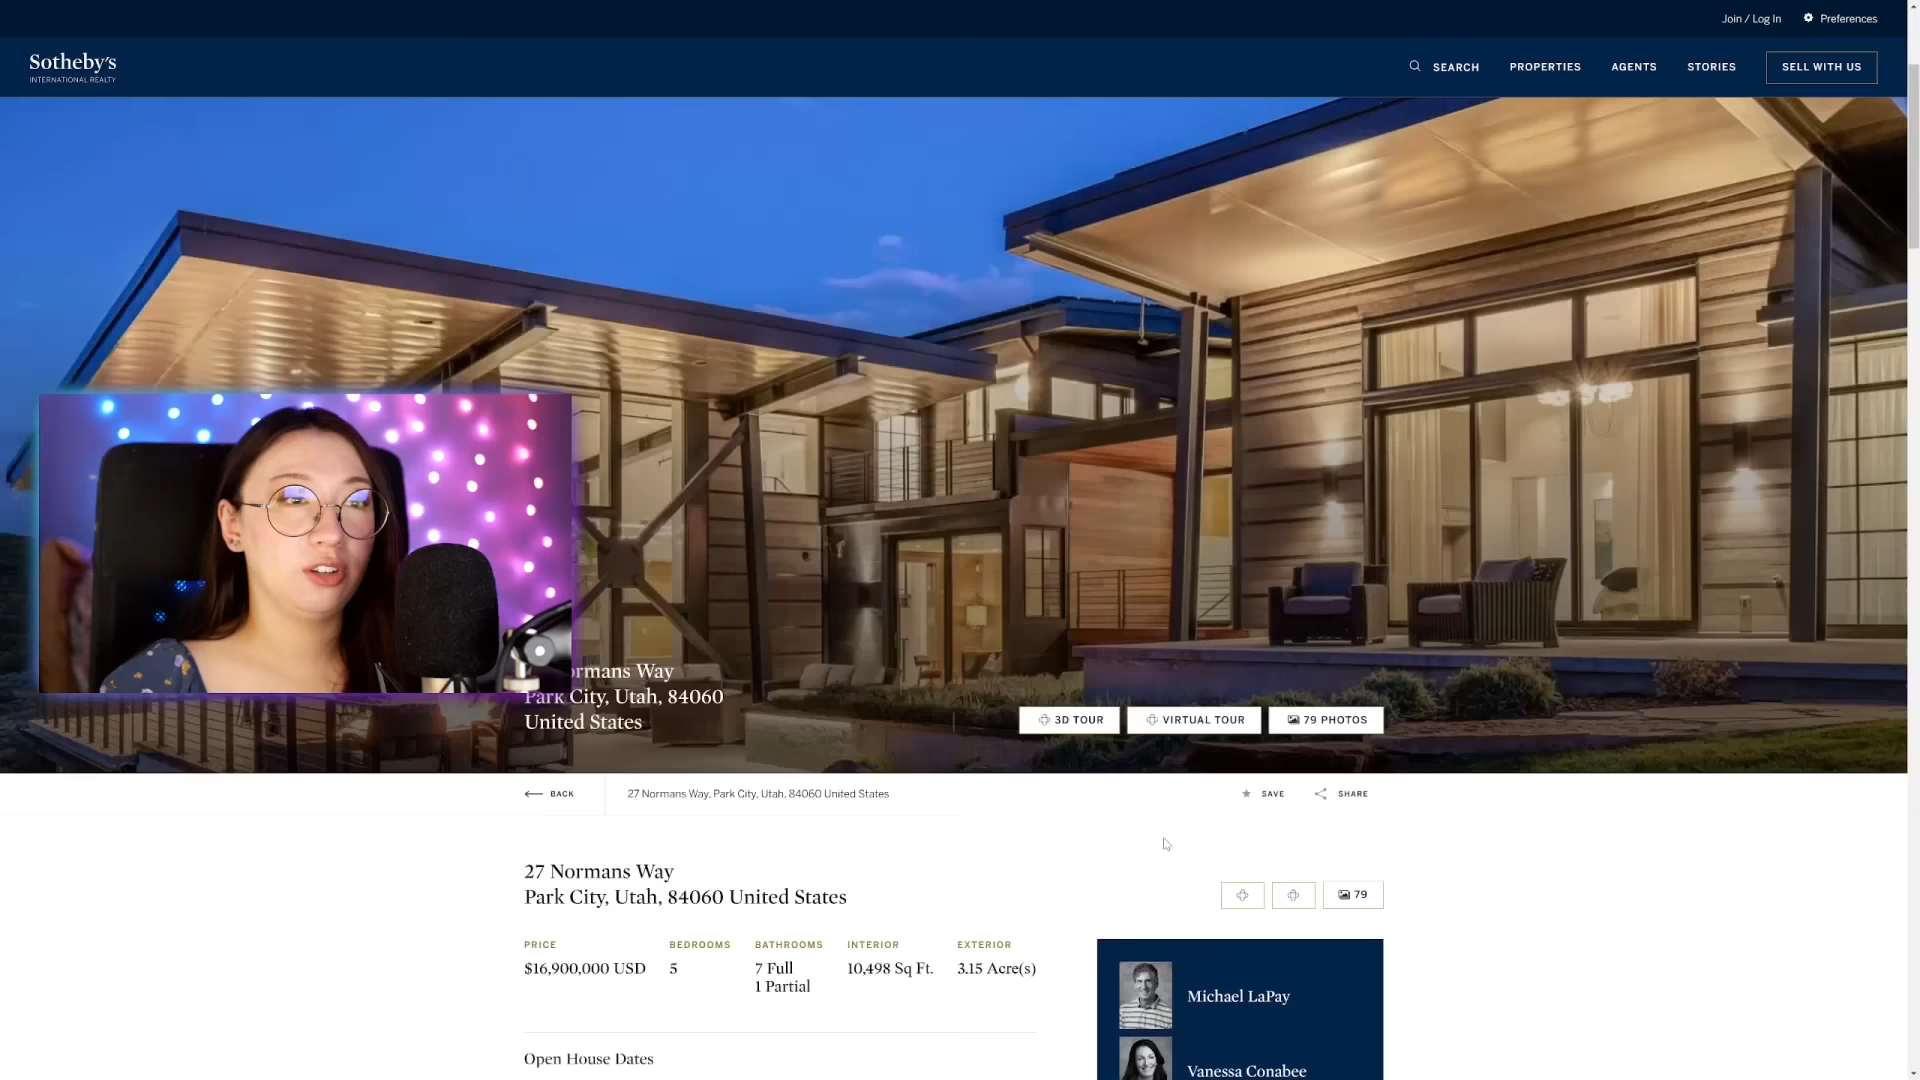 Join / Log In
Preferences
Sotheby's
INTERNATIONAL REALTY
SEARCH
PROPERTIES
AGENTS
STORIES
SELL WITH US
ormans Way
Park City, Utah, 84060
United States
3D TOUR
VIRTUAL TOUR
79 PHOTOS
BACK
27 Normans Way, Park City, Utah, 84060 United States
SAVE
SHARE
27 Normans Way
Park City, Utah, 84060 United States
79
PRICE
BEDROOMS
BATHROOMS
INTERIOR
EXTERIOR
$16,900,000 USD
5
7 Full
10,498 Sq Ft.
3.15 Acre(s)
1 Partial
Michael LaPay
Open House Dates
Vanessa Conabee